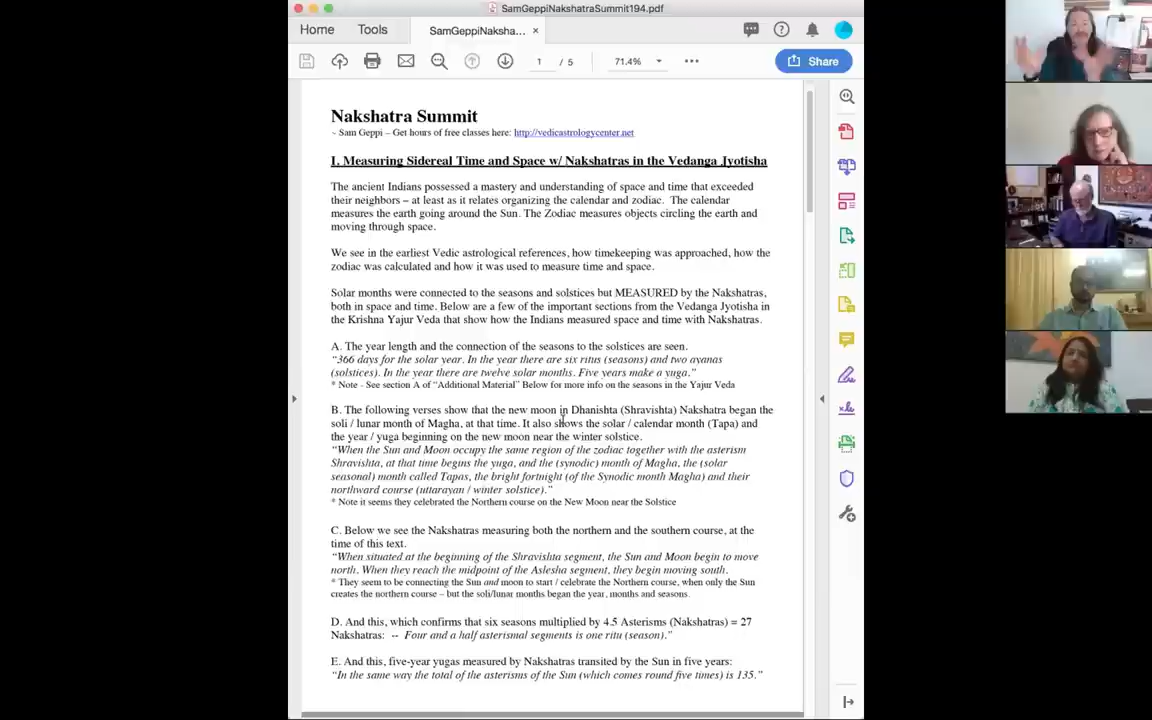 SamGeppiNakshatraSummit194.pdf
Home Tools SamGeppiNaksha... ×
1 / 5 71.4% Share
Nakshatra Summit
~ Sam Geppi – Get hours of free classes here: http://vedicastrologycenter.net
I. Measuring Sidereal Time and Space w/ Nakshatras in the Vedanga Jyotisha
The ancient Indians possessed a mastery and understanding of space and time that exceeded
their neighbors – at least as it relates organizing the calendar and zodiac. The calendar
measures the earth going around the Sun. The Zodiac measures objects circling the earth and
moving through space.
We see in the earliest Vedic astrological references, how timekeeping was approached, how the
zodiac was calculated and how it was used to measure time and space.
Solar months were connected to the seasons and solstices but MEASURED by the Nakshatras,
both in space and time. Below are a few of the important sections from the Vedanga Jyotisha in
the Krishna Yajur Veda that show how the Indians measured space and time with Nakshatras.
A. The year length and the connection of the seasons to the solstices are seen.
“366 days for the solar year. In the year there are six ritus (seasons) and two ayanas
(solstices). In the year there are twelve solar months. Five years make a yuga.”
* Note - See section A of “Additional Material” Below for more info on the seasons in the Yajur Veda
B. The following verses show that the new moon in Dhanishta (Shravishta) Nakshatra began the
soli / lunar month of Magha, at that time. It also shows the solar / calendar month (Tapa) and
the year / yuga beginning on the new moon near the winter solstice.
“When the Sun and Moon occupy the same region of the zodiac together with the asterism
Shravishta, at that time begins the yuga, and the (synodic) month of Magha, the (solar
seasonal) month called Tapas, the bright fortnight (of the Synodic month Magha) and their
northward course (uttarayan / winter solstice).”
* Note it seems they celebrated the Northern course on the New Moon near the Solstice
C. Below we see the Nakshatras measuring both the northern and the southern course, at the
time of this text.
“When situated at the beginning of the Shravishta segment, the Sun and Moon begin to move
north. When they reach the midpoint of the Aslesha segment, they begin moving south.
* They seem to be connecting the Sun and moon to start / celebrate the Northern course, when only the Sun
creates the northern course – but the soli/lunar months began the year, months and seasons.
D. And this, which confirms that six seasons multiplied by 4.5 Asterisms (Nakshatras) = 27
Nakshatras: -- Four and a half asterismal segments is one ritu (season).”
E. And this, five-year yugas measured by Nakshatras transited by the Sun in five years:
“In the same way the total of the asterisms of the Sun (which comes round five times) is 135.”